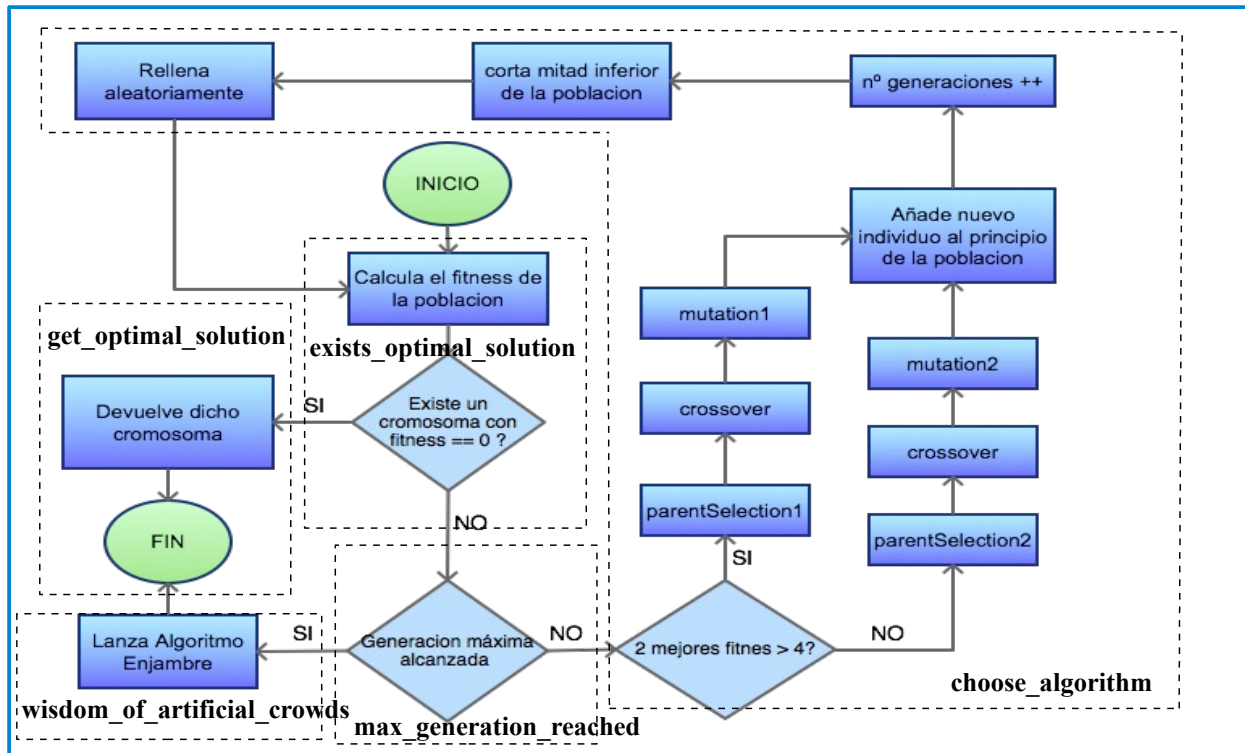 Rellena
aleatoriamente
corta mitad inferior
de la poblacion
nº generaciones ++
INICIO
Añade nuevo
individuo al principio
de la poblacion
Calcula el fitness de
la poblacion
mutation1
get_optimal_solution
exists_optimal_solution
mutation2
Devuelve dicho
cromosoma
SI
Existe un
cromosoma con
fitness == 0 ?
crossover
crossover
parentSelection1
NO
FIN
parentSelection2
SI
Lanza Algoritmo
Enjambre
SI
Generacion máxima
alcanzada
NO
2 mejores fitnes > 4?
NO
choose_algorithm
wisdom_of_artificial_crowds
max_generation_reached